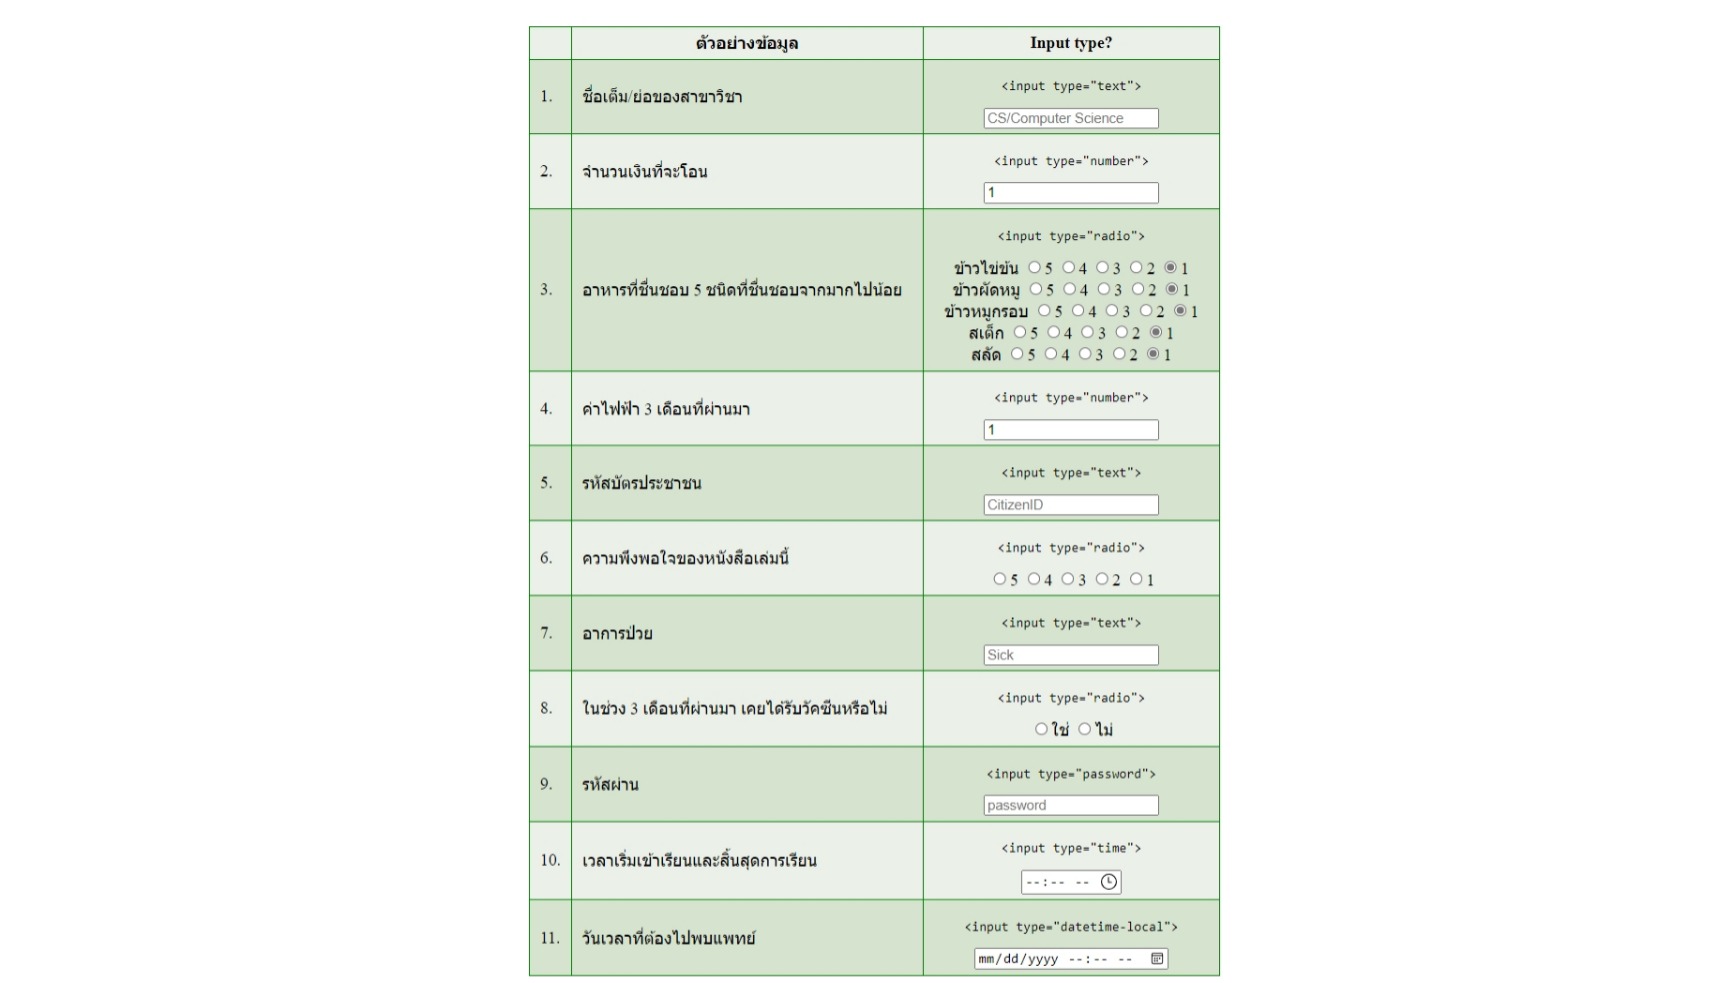 ตัวอย่างข้อมูล Input type?
1. ชื่อเต็ม/ย่อของสาขาวิชา <input type="text">
CS/Computer Science
2. จำนวนเงินที่จะโอน <input type="number">
1
3. อาหารที่ชื่นชอบ 5 ชนิดที่ชื่นชอบจากมากไปน้อย <input type="radio">
ข้าวไข่ข้น 5 4 3 2 1
ข้าวผัดหมู 5 4 3 2 1
ข้าวหมูกรอบ 5 4 3 2 1
สเต็ก 5 4 3 2 1
สลัด 5 4 3 2 1
4. ค่าไฟฟ้า 3 เดือนที่ผ่านมา <input type="number">
1
5. รหัสบัตรประชาชน <input type="text">
CitizenID
6. ความพึงพอใจของหนังสือเล่มนี้ <input type="radio">
5 4 3 2 1
7. อาการป่วย <input type="text">
Sick
8. ในช่วง 3 เดือนที่ผ่านมา เคยได้รับวัคซีนหรือไม่ <input type="radio">
ใช่ ไม่
9. รหัสผ่าน <input type="password">
password
10. เวลาเริ่มเข้าเรียนและสิ้นสุดการเรียน <input type="time">
--:-- --
11. วันเวลาที่ต้องไปพบแพทย์ <input type="datetime-local">
mm/dd/yyyy --:-- --